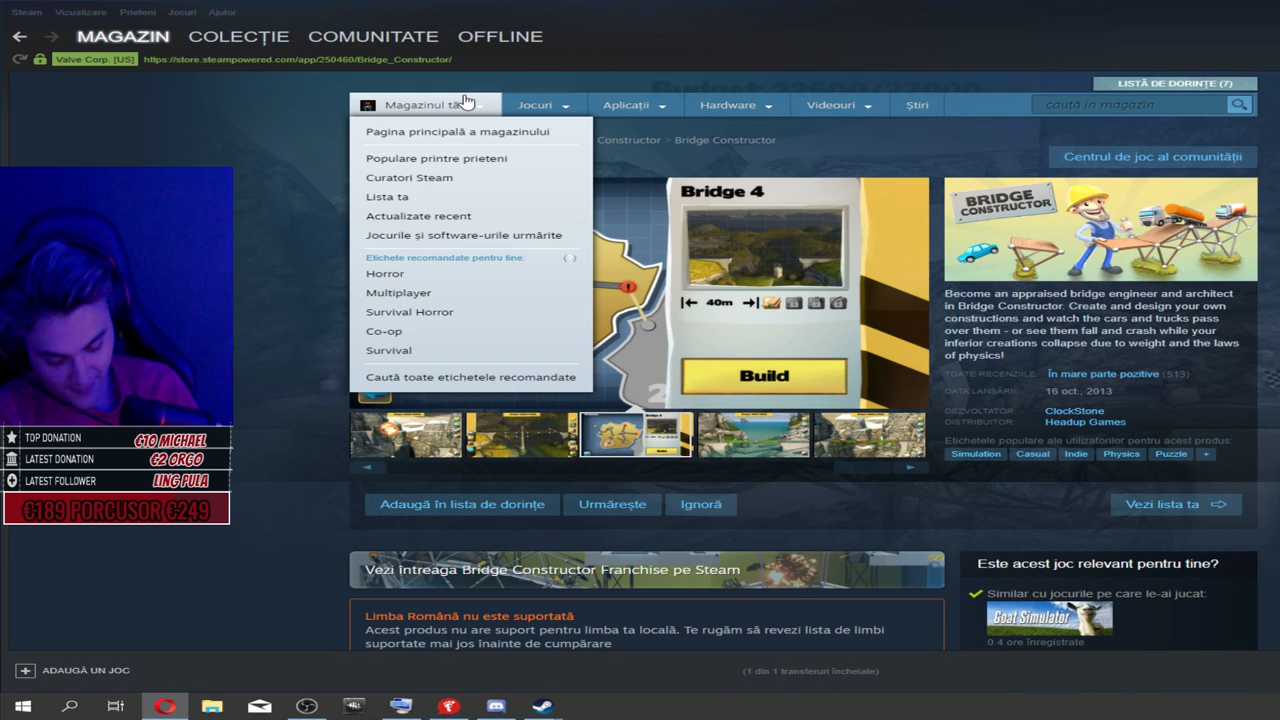 Steam Vizualizare Prieteni Jocuri Ajutor
MAGAZIN COLECȚIE COMUNITATE OFFLINE
Valve Corp. [US] https://store.steampowered.com/app/250460/Bridge_Constructor/
LISTĂ DE DORINȚE (7)
Magazinul Jocuri Aplicații Hardware Videouri Știri caută în magazin
Pagina principală a magazinului
Populare printre prieteni
Curatori Steam
Lista ta
Actualizate recent
Jocurile și software-urile urmărite
Etichete recomandate pentru tine:
Horror
Multiplayer
Survival Horror
Co-op
Survival
Caută toate etichetele recomandate
Constructor > Bridge Constructor
Centrul de joc al comunității
Bridge 4
40m
Build
BRIDGE
CONSTRUCTOR
Become an appraised bridge engineer and architect
in Bridge Constructor. Create and design your own
constructions and watch the cars and trucks pass
over them - or see them fall and crash while your
inferior creations collapse due to weight and the laws
of physics!
TOATE RECENZIILE: În mare parte pozitive (513)
DATA LANSĂRII: 16 oct., 2013
DEZVOLTATOR: ClockStone
DISTRIBUITOR: Headup Games
Etichetele populare ale utilizatorilor pentru acest produs:
Simulation Casual Indie Physics Puzzle +
Adaugă în lista de dorințe Urmărește Ignoră Vezi lista ta
Vezi întreaga Bridge Constructor Franchise pe Steam
Limba Română nu este suportată
Acest produs nu are suport pentru limba ta locală. Te rugăm să revezi lista de limbi
suportate mai jos înainte de cumpărare
Este acest joc relevant pentru tine?
Similar cu jocurile pe care le-ai jucat:
Goat Simulator
0.4 ore înregistrate
TOP DONATION €10 MICHAEL
LATEST DONATION €2 ORGO
LATEST FOLLOWER LING PULA
€189 PORCUSOR €249
ADAUGĂ UN JOC
(1 din 1 transferuri încheiate)